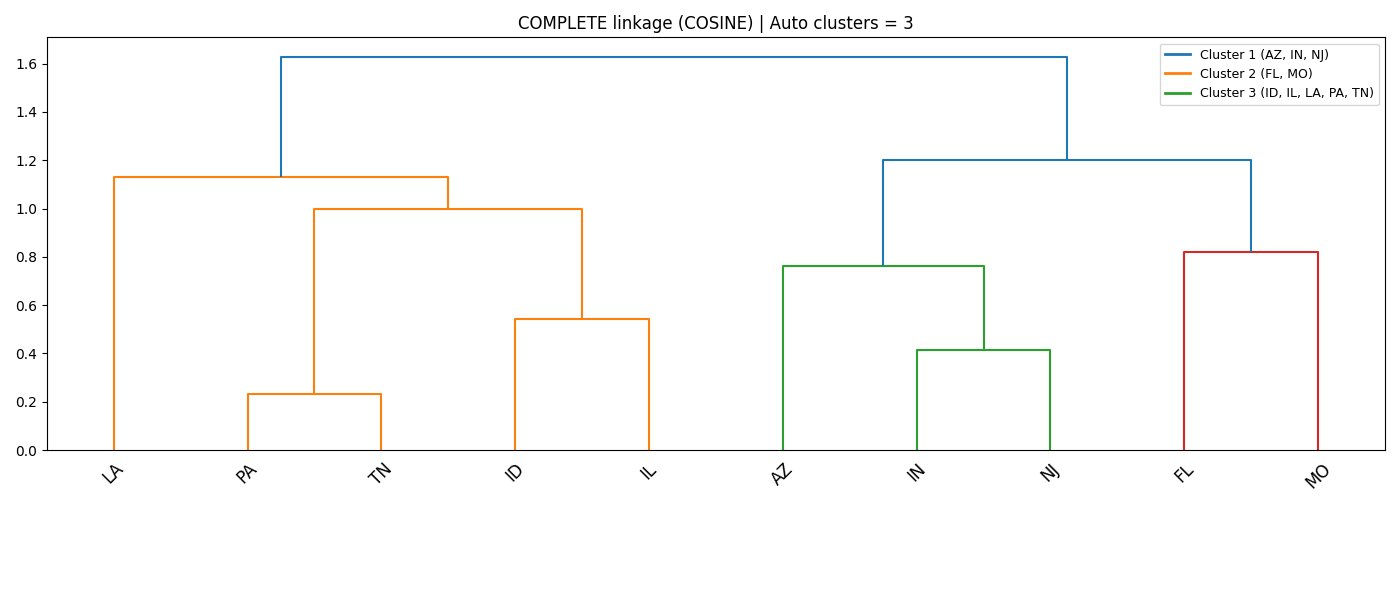 COMPLETE linkage (COSINE) | Auto clusters = 3
Cluster 1 (AZ, IN, NJ)
Cluster 2 (FL, MO)
Cluster 3 (ID, IL, LA, PA, TN)
1.6
1.4
1.2
1.0
0.8
0.6
0.4
0.2
0.0
LA PA TN ID IL AZ IN NJ FL MO